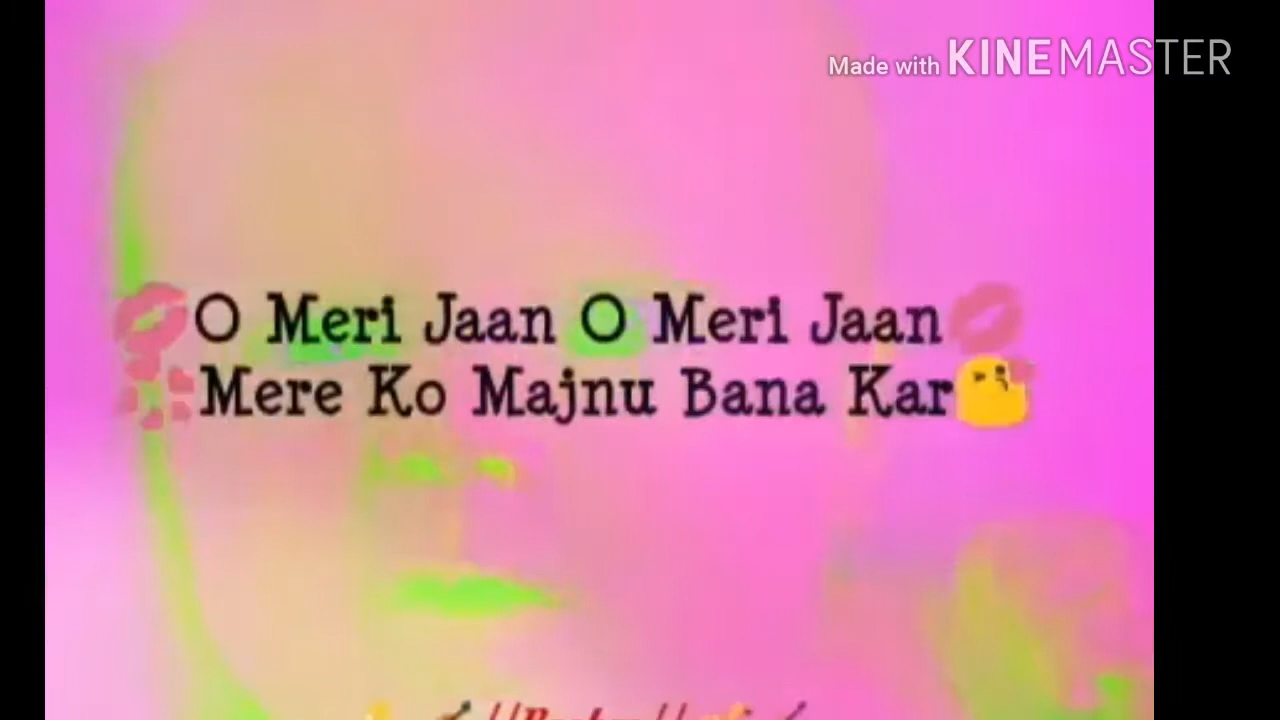 Made with KINEMASTER
O Meri Jaan O Meri Jaan
Mere Ko Majnu Bana Kar